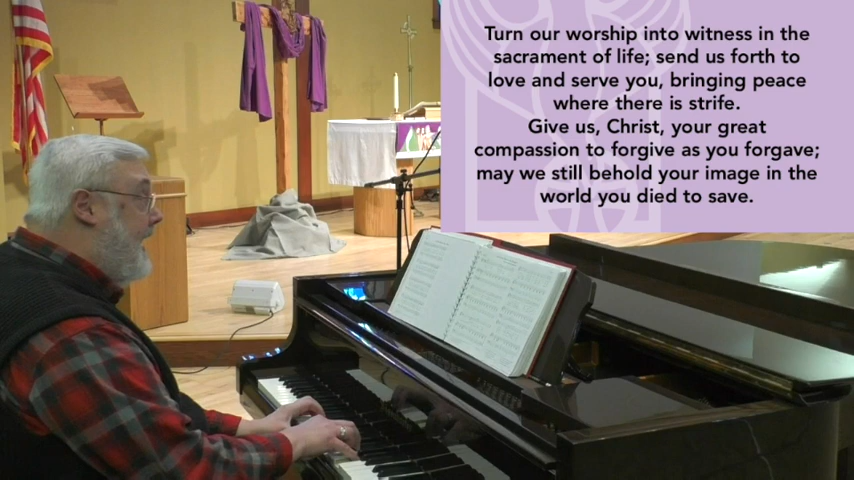 Turn our worship into witness in the
sacrament of life; send us forth to
love and serve you, bringing peace
where there is strife.
Give us, Christ, your great
compassion to forgive as you forgave;
may we still behold your image in the
world you died to save.